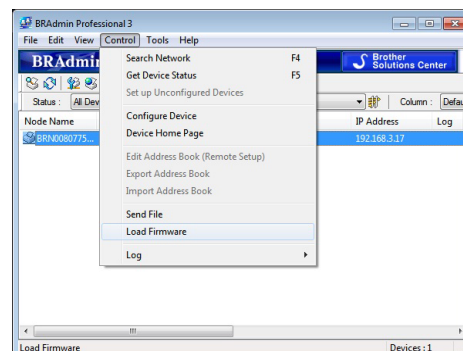 BRAdmin Professional 3
File Edit View Control Tools Help
BRAdmi
Brother
Solutions Center
Search Network F4
Get Device Status F5
Set up Unconfigured Devices
Configure Device
Device Home Page
Edit Address Book (Remote Setup)
Export Address Book
Import Address Book
Send File
Load Firmware
Log
Status : All Dev
Column : Defau
Node Name
IP Address Log
BRN0080775...
192.168.3.17
Load Firmware
Devices : 1